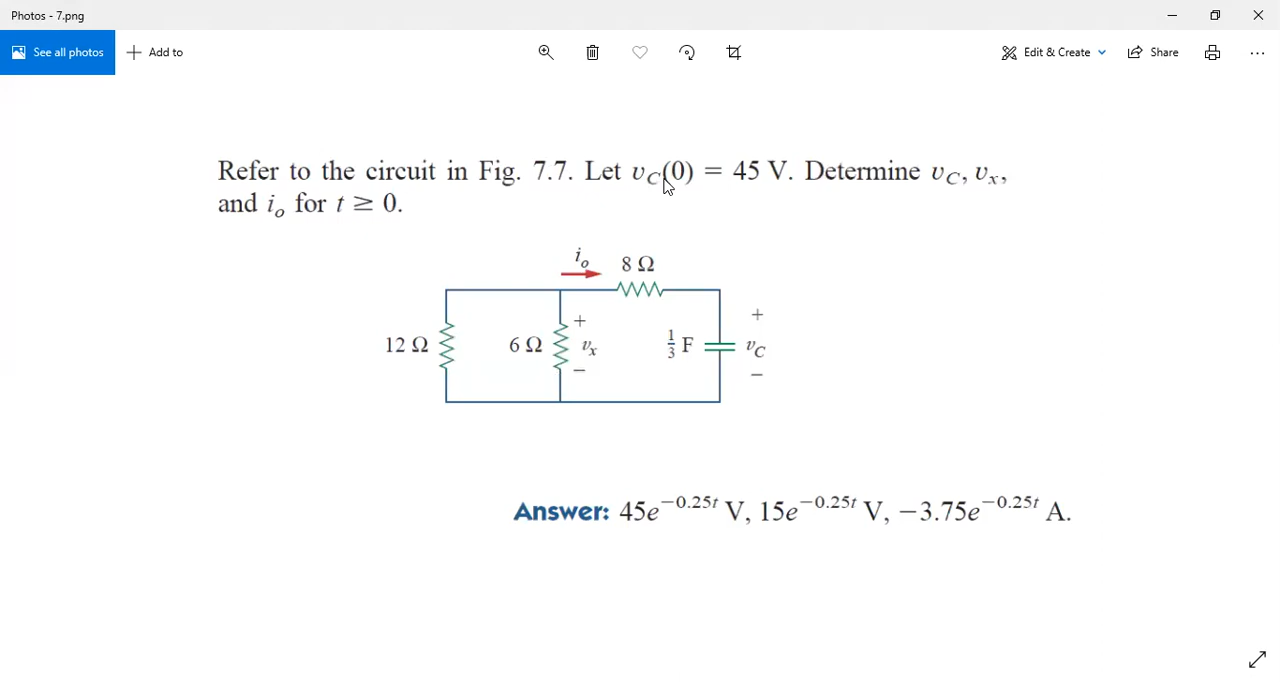 Photos - 7.png
See all photos
Add to
Edit & Create
Share
Refer to the circuit in Fig. 7.7. Let v_C(0) = 45 V. Determine v_C, v_x,
and i_o for t ≥ 0.
i_o
8 Ω
+
+
12 Ω
6 Ω
v_x
1/3 F
v_C
−
−
Answer: 45e^{−0.25t} V, 15e^{−0.25t} V, −3.75e^{−0.25t} A.